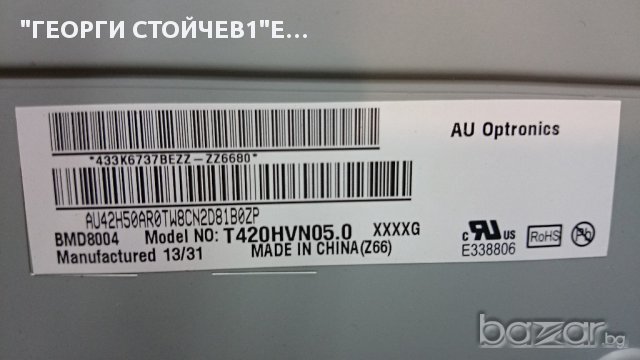 "ГЕОРГИ СТОЙЧЕВ1"Е...
AU Optronics
*433K6737BEZZ-ZZ6680*
AU42H50AR0TW8CN2D81B0ZP
BMD8004 Model NO: T420HVN05.0 XXXXG
Manufactured 13/31 MADE IN CHINA(Z66)
c RU us
E338806
RoHS
Pb
bazar.bg